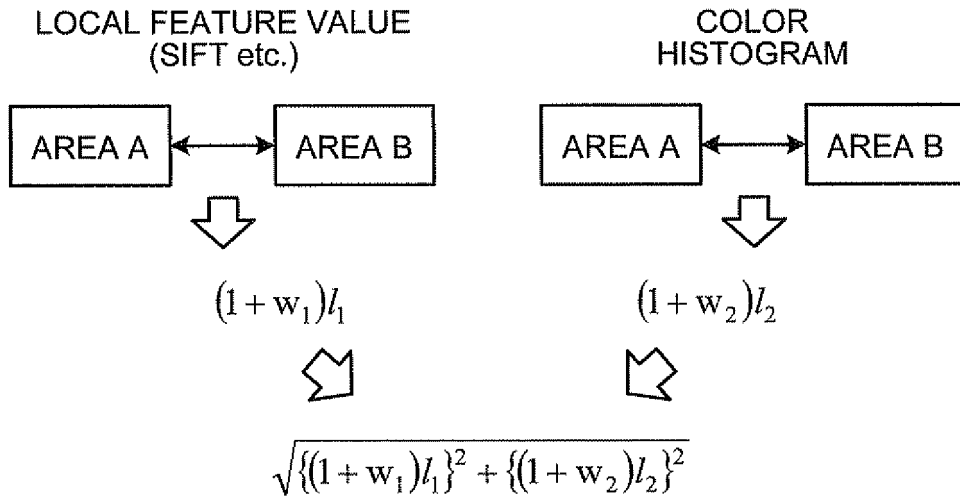 LOCAL FEATURE VALUE
(SIFT etc.)
COLOR
HISTOGRAM
AREA A
AREA B
AREA A
AREA B
(1 + w₁)l₁
(1 + w₂)l₂
√{(1 + w₁)l₁}² + {(1 + w₂)l₂}²